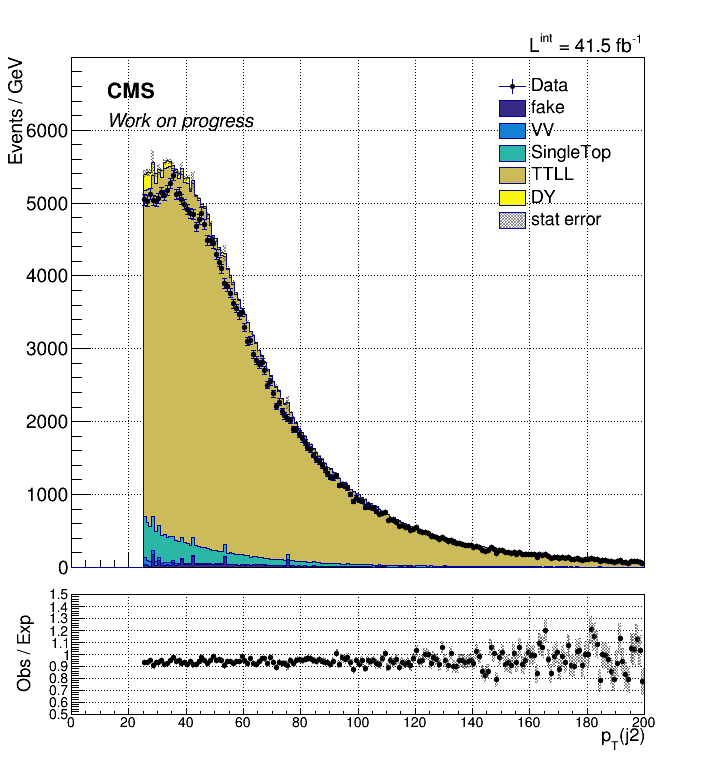 L^int = 41.5 fb^-1
Events / GeV
CMS
Work on progress
Data
fake
VV
SingleTop
TTLL
DY
stat error
6000
5000
4000
3000
2000
1000
0
Obs / Exp
1.5
1.4
1.3
1.2
1.1
1
0.9
0.8
0.7
0.6
0.5
0 20 40 60 80 100 120 140 160 180 200
p_T(j2)